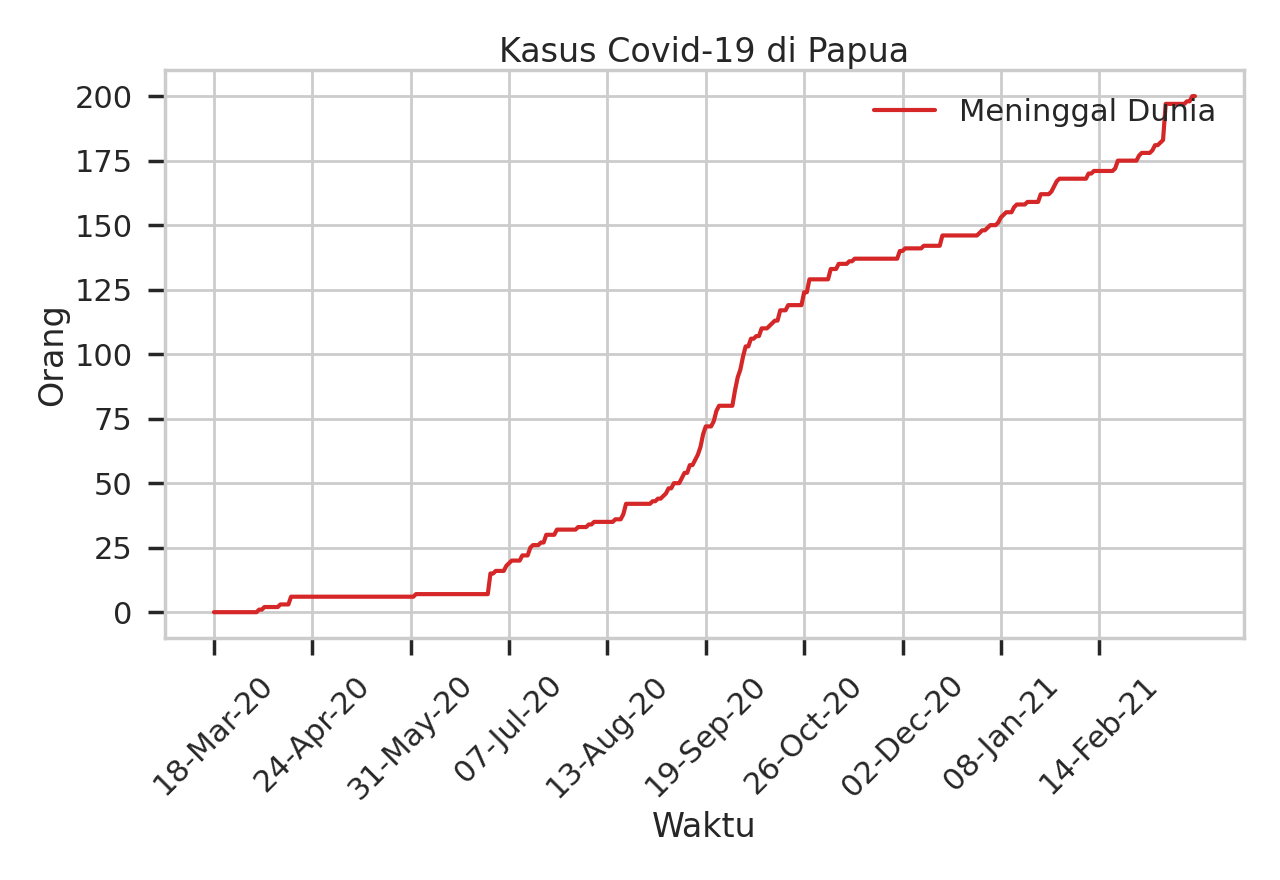 Kasus Covid-19 di Papua
Meninggal Dunia
200
175
150
125
100
75
50
25
0
Orang
18-Mar-20
24-Apr-20
31-May-20
07-Jul-20
13-Aug-20
19-Sep-20
26-Oct-20
02-Dec-20
08-Jan-21
14-Feb-21
Waktu